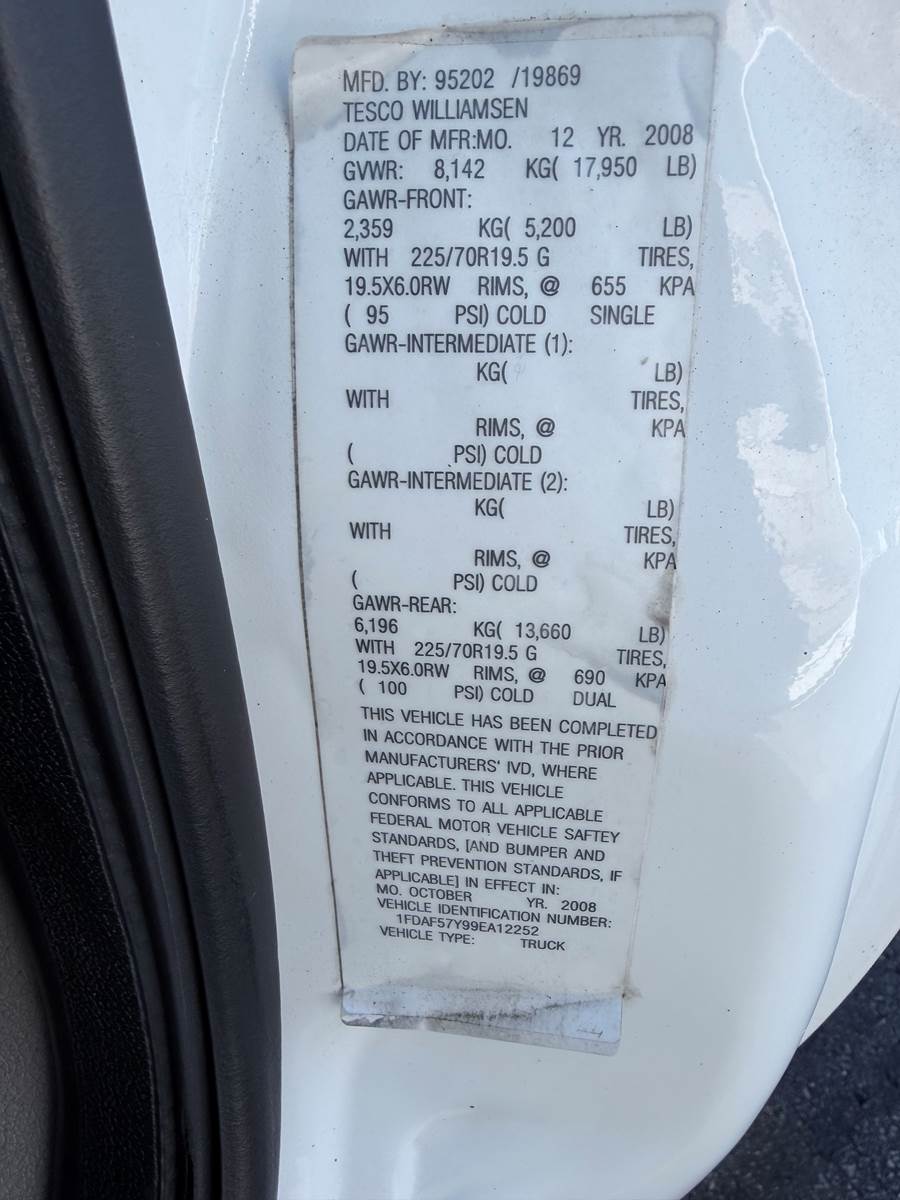 MFD. BY: 95202 /19869
TESCO WILLIAMSEN
DATE OF MFR:MO. 12 YR. 2008
GVWR: 8,142 KG( 17,950 LB)
GAWR-FRONT:
2,359 KG( 5,200 LB)
WITH 225/70R19.5 G TIRES,
19.5X6.0RW RIMS, @ 655 KPA
( 95 PSI) COLD SINGLE
GAWR-INTERMEDIATE (1):
KG( LB)
WITH TIRES,
RIMS, @ KPA
( PSI) COLD
GAWR-INTERMEDIATE (2):
KG( LB)
WITH TIRES,
RIMS, @ KPA
( PSI) COLD
GAWR-REAR:
6,196 KG( 13,660 LB)
WITH 225/70R19.5 G TIRES,
19.5X6.0RW RIMS, @ 690 KPA
( 100 PSI) COLD DUAL
THIS VEHICLE HAS BEEN COMPLETED
IN ACCORDANCE WITH THE PRIOR
MANUFACTURERS' IVD, WHERE
APPLICABLE. THIS VEHICLE
CONFORMS TO ALL APPLICABLE
FEDERAL MOTOR VEHICLE SAFTEY
STANDARDS, [AND BUMPER AND
THEFT PREVENTION STANDARDS, IF
APPLICABLE] IN EFFECT IN:
MO. OCTOBER YR. 2008
VEHICLE IDENTIFICATION NUMBER:
1FDAF57Y99EA12252
VEHICLE TYPE: TRUCK